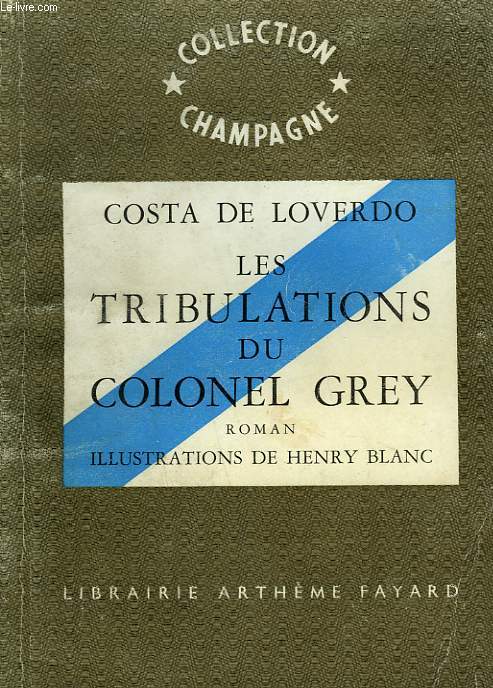 Le-livre.com
COLLECTION
CHAMPAGNE
COSTA DE LOVERDO
LES
TRIBULATIONS
DU
COLONEL GREY
ROMAN
ILLUSTRATIONS DE HENRY BLANC
LIBRAIRIE ARTHÈME FAYARD